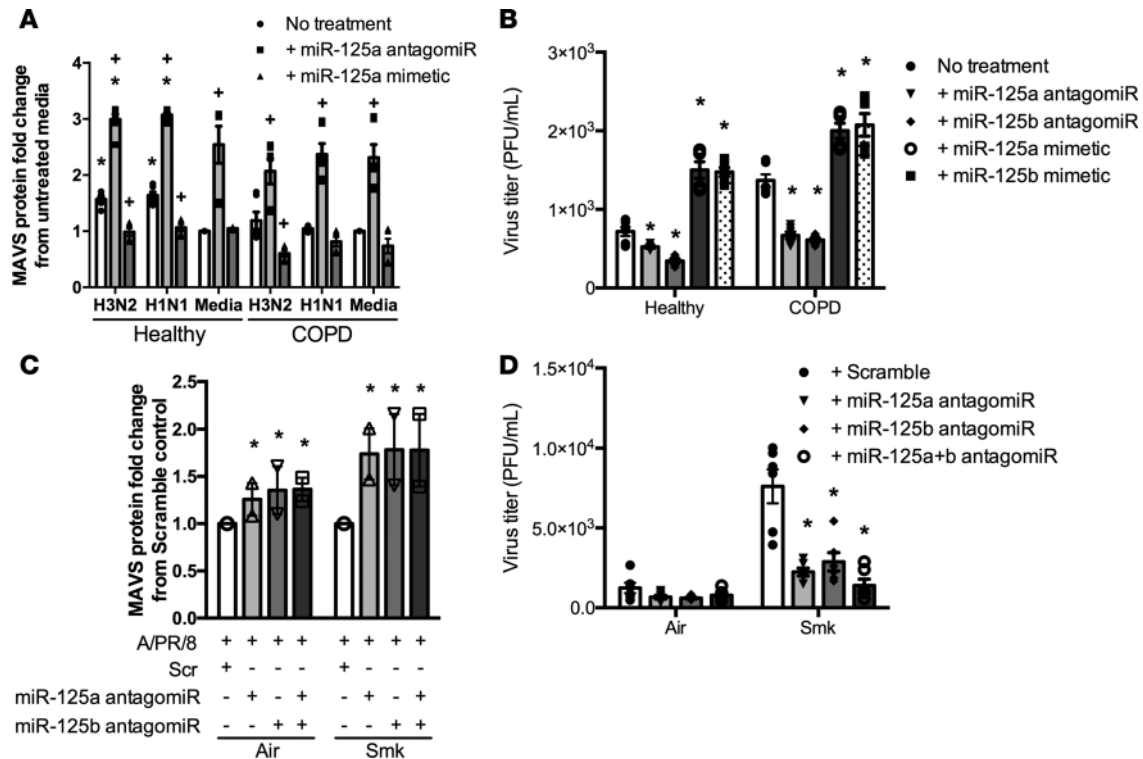 A
No treatment
+ miR-125a antagomiR
+ miR-125a mimetic
MAVS protein fold change
from untreated media
4
3
2
1
0
H3N2 H1N1 Media H3N2 H1N1 Media
Healthy COPD
+ + + + + +
* * * *
+ + + +
B
Virus titer (PFU/mL)
3×10³
2×10³
1×10³
0
No treatment
+ miR-125a antagomiR
+ miR-125b antagomiR
+ miR-125a mimetic
+ miR-125b mimetic
* * * * * * * *
Healthy COPD
C
MAVS protein fold change
from Scramble control
2.5
2.0
1.5
1.0
0.5
0.0
* * * * * *
A/PR/8 + + + + + + + +
Scr + - - - + - - -
miR-125a antagomiR - + - + - + - +
miR-125b antagomiR - - + + - - + +
Air Smk
D
Virus titer (PFU/mL)
1.5×10⁴
1.0×10⁴
5.0×10³
0.0
+ Scramble
+ miR-125a antagomiR
+ miR-125b antagomiR
+ miR-125a+b antagomiR
* * *
Air Smk